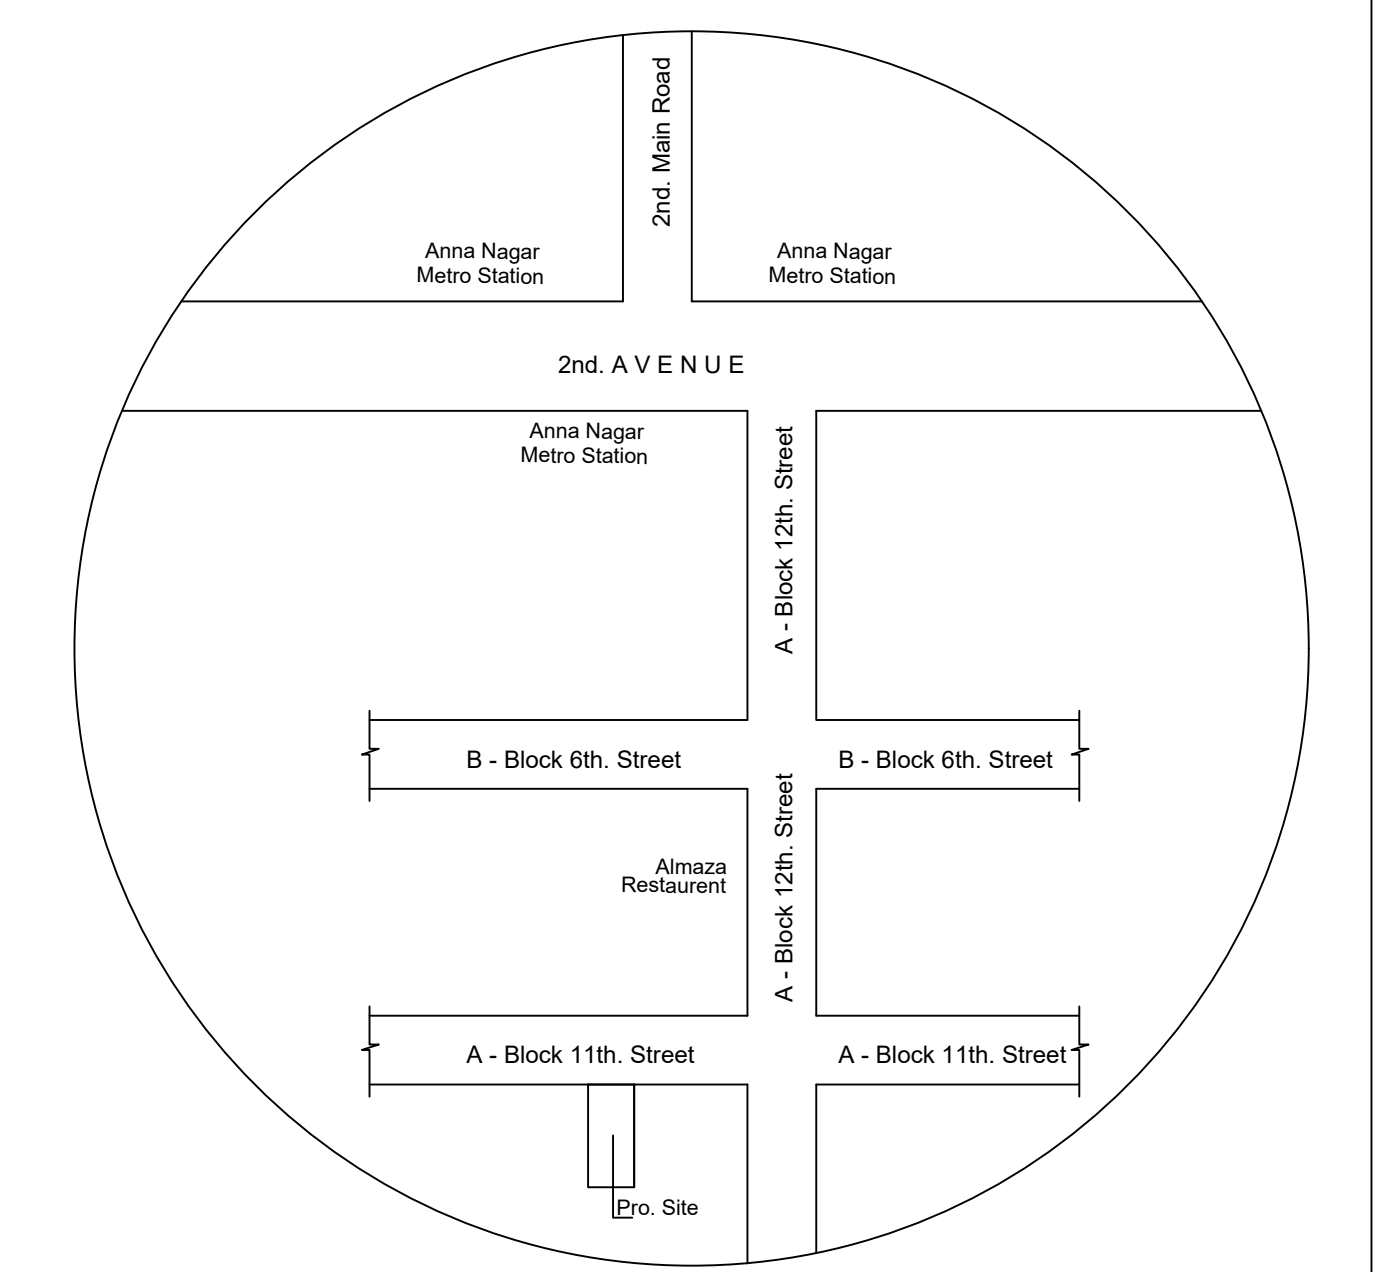 2nd. Main Road
Anna Nagar
Metro Station
Anna Nagar
Metro Station
2nd. A V E N U E
Anna Nagar
Metro Station
A - Block 12th. Street
B - Block 6th. Street
B - Block 6th. Street
A - Block 12th. Street
Almaza
Restaurent
A - Block 11th. Street
A - Block 11th. Street
Pro. Site